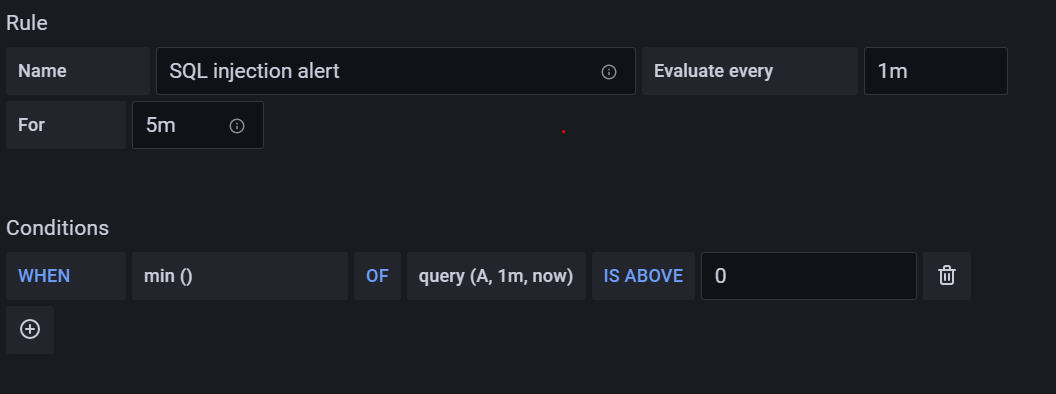 Rule
Name SQL injection alert Evaluate every 1m
For 5m
Conditions
WHEN min () OF query (A, 1m, now) IS ABOVE 0